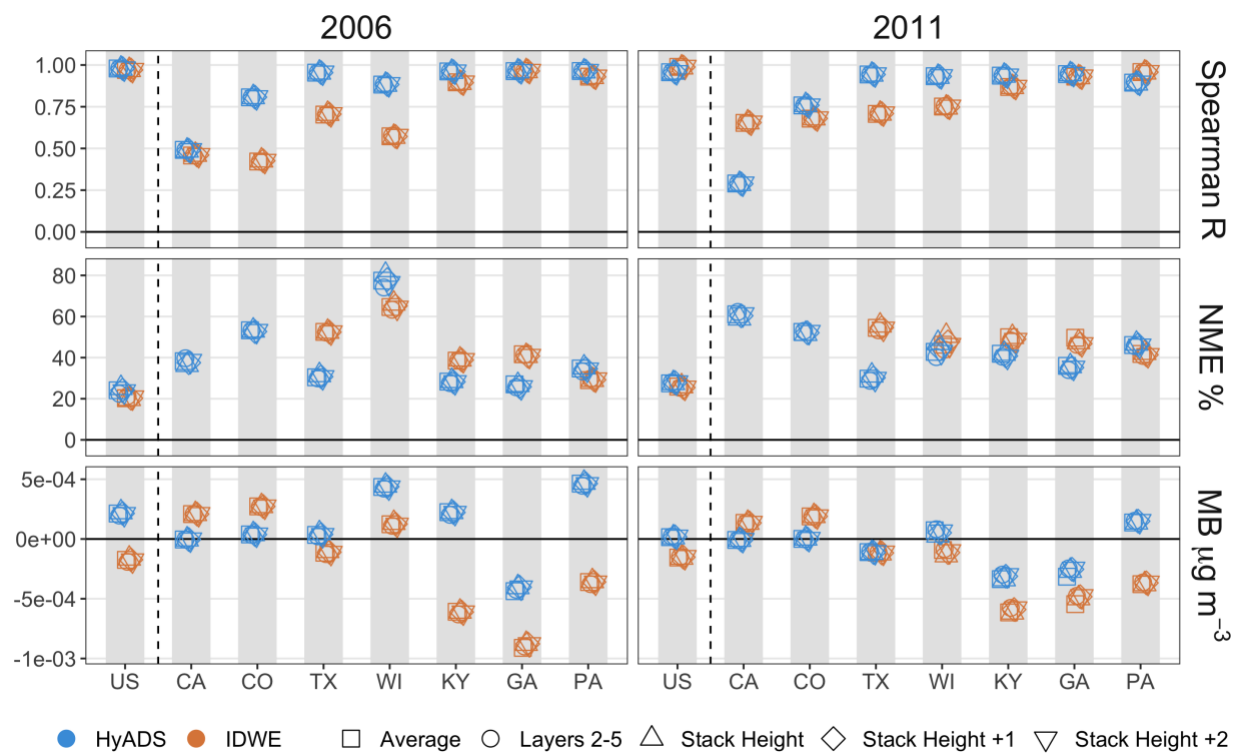 2006 2011
1.00
0.75
0.50
0.25
0.00
Spearman R
80
60
40
20
0
NME %
5e-04
0e+00
-5e-04
-1e-03
MB μg m⁻³
US CA CO TX WI KY GA PA US CA CO TX WI KY GA PA
HyADS IDWE Average Layers 2-5 Stack Height Stack Height +1 Stack Height +2